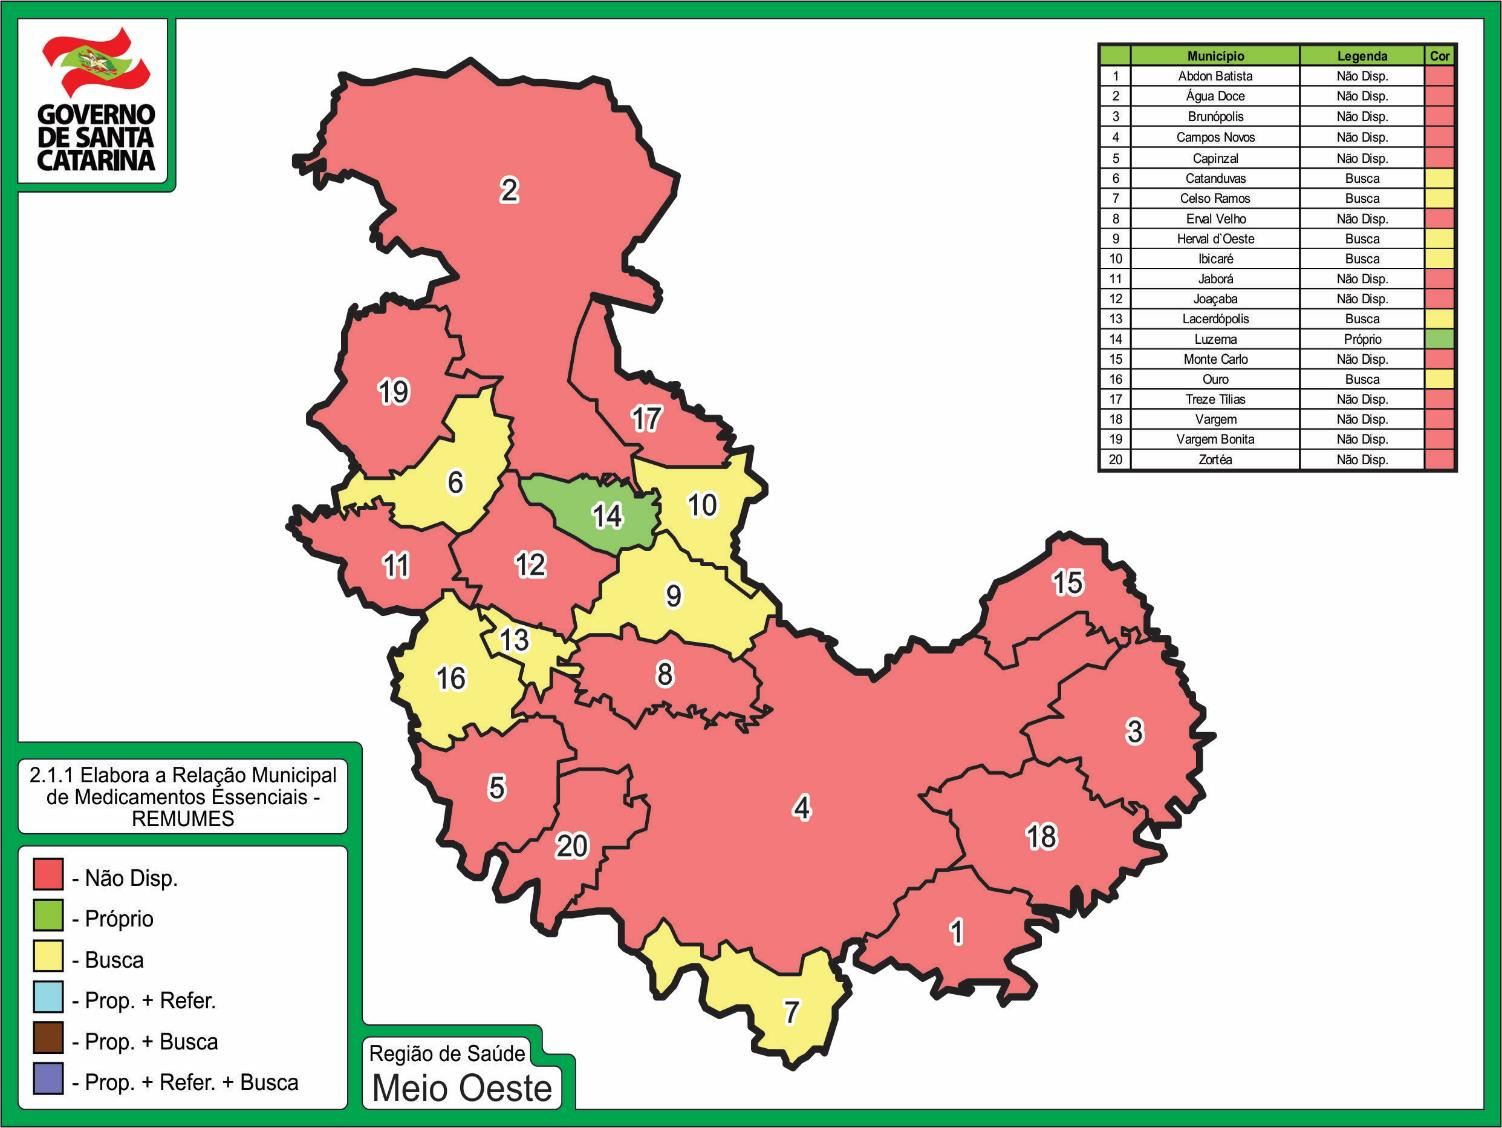 GOVERNO
DE SANTA
CATARINA
Município Legenda Cor
1 Abdon Batista Não Disp.
2 Água Doce Não Disp.
3 Brunópolis Não Disp.
4 Campos Novos Não Disp.
5 Capinzal Não Disp.
6 Catanduvas Busca
7 Celso Ramos Busca
8 Erval Velho Não Disp.
9 Herval d`Oeste Busca
10 Ibicaré Busca
11 Jaborá Não Disp.
12 Joaçaba Não Disp.
13 Lacerdópolis Busca
14 Luzerna Próprio
15 Monte Carlo Não Disp.
16 Ouro Busca
17 Treze Tílias Não Disp.
18 Vargem Não Disp.
19 Vargem Bonita Não Disp.
20 Zortéa Não Disp.
2
19
17
6
10
14
11
12
15
9
13
8
16
3
5
4
18
20
1
7
2.1.1 Elabora a Relação Municipal
de Medicamentos Essenciais -
REMUMES
- Não Disp.
- Próprio
- Busca
- Prop. + Refer.
- Prop. + Busca
- Prop. + Refer. + Busca
Região de Saúde
Meio Oeste